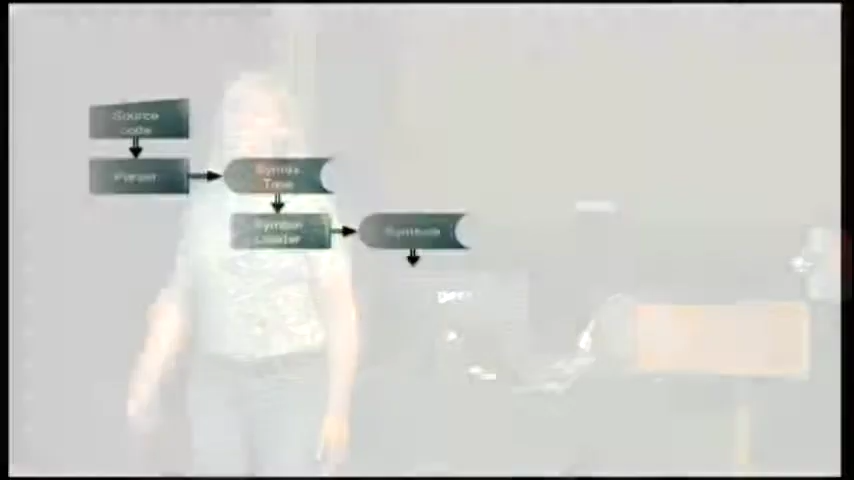 Source
code
Parser
Syntax
Tree
Symbol
Loader
Symbols